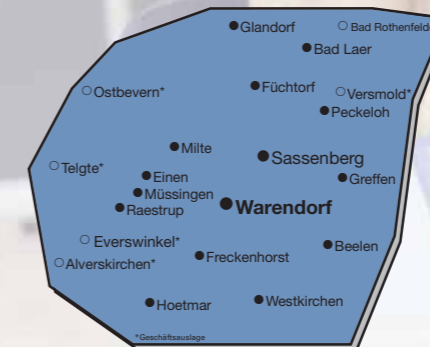 Glandorf
Bad Rothenfelde
Bad Laer
Füchtorf
Ostbevern*
Versmold*
Peckeloh
Milte
Sassenberg
Telgte*
Einen
Greffen
Müssingen
Raestrup
Warendorf
Everswinkel*
Beelen
Freckenhorst
Alverskirchen*
Hoetmar
Westkirchen
*Geschäftsauslage